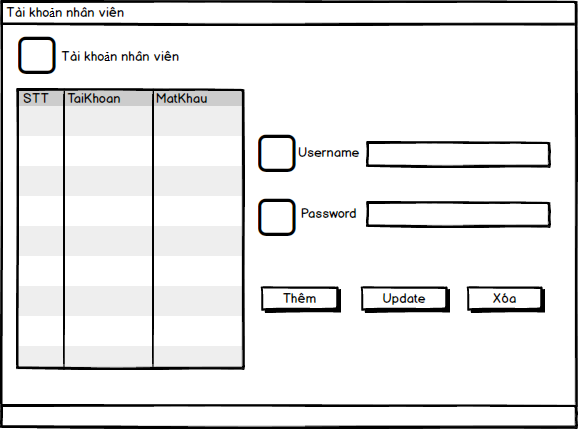 Tài khoản nhân viên
Tài khoản nhân viên
STT TaiKhoan MatKhau
Username
Password
Thêm Update Xóa